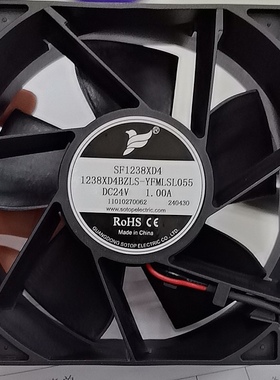 SF1238XD4
1238XD4BZLS-YFMLSL055
DC24V 1.00A
11010270062 240430
RoHS CE
Made in China
www.sotopelectric.com
GUANGDONG SOTOP ELECTRIC CO., LTD